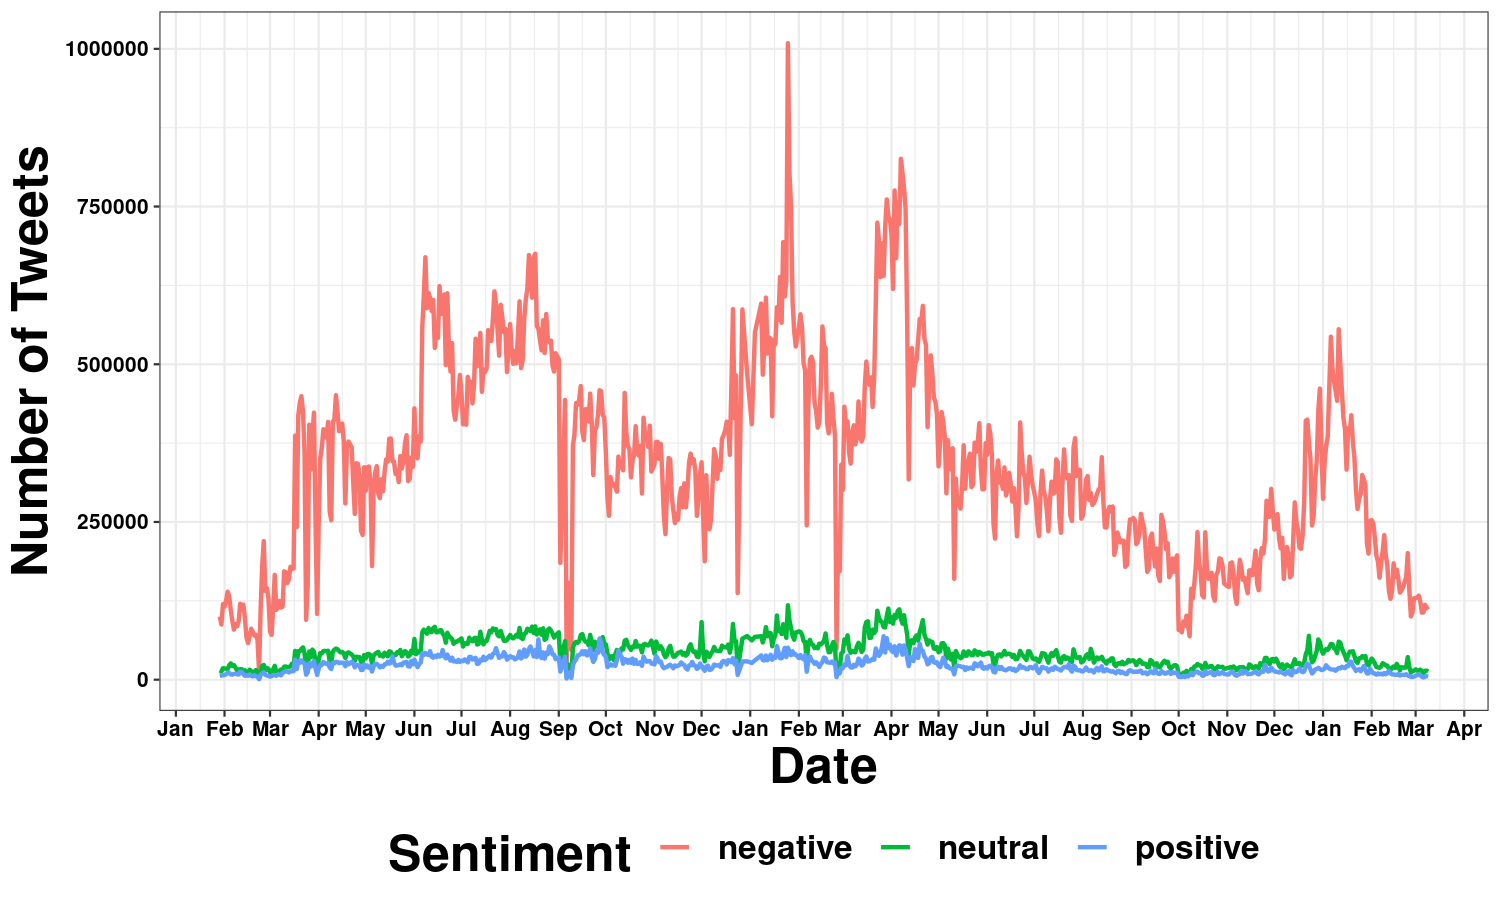 Number of Tweets
1000000
750000
500000
250000
0
Jan Feb Mar Apr May Jun Jul Aug Sep Oct Nov Dec Jan Feb Mar Apr May Jun Jul Aug Sep Oct Nov Dec Jan Feb Mar Apr
Date
Sentiment negative neutral positive